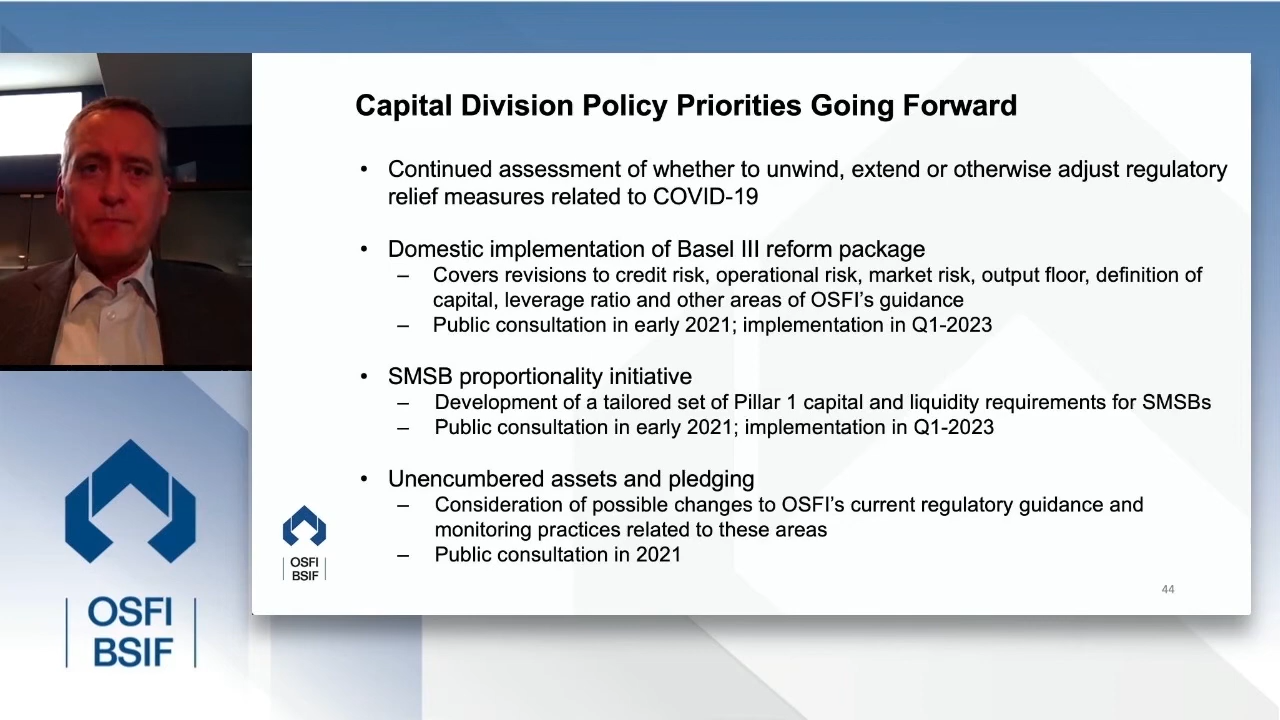 Capital Division Policy Priorities Going Forward
• Continued assessment of whether to unwind, extend or otherwise adjust regulatory
relief measures related to COVID-19
• Domestic implementation of Basel III reform package
– Covers revisions to credit risk, operational risk, market risk, output floor, definition of
capital, leverage ratio and other areas of OSFI's guidance
– Public consultation in early 2021; implementation in Q1-2023
• SMSB proportionality initiative
– Development of a tailored set of Pillar 1 capital and liquidity requirements for SMSBs
– Public consultation in early 2021; implementation in Q1-2023
• Unencumbered assets and pledging
– Consideration of possible changes to OSFI's current regulatory guidance and
monitoring practices related to these areas
– Public consultation in 2021
OSFI
BSIF
44
OSFI
BSIF